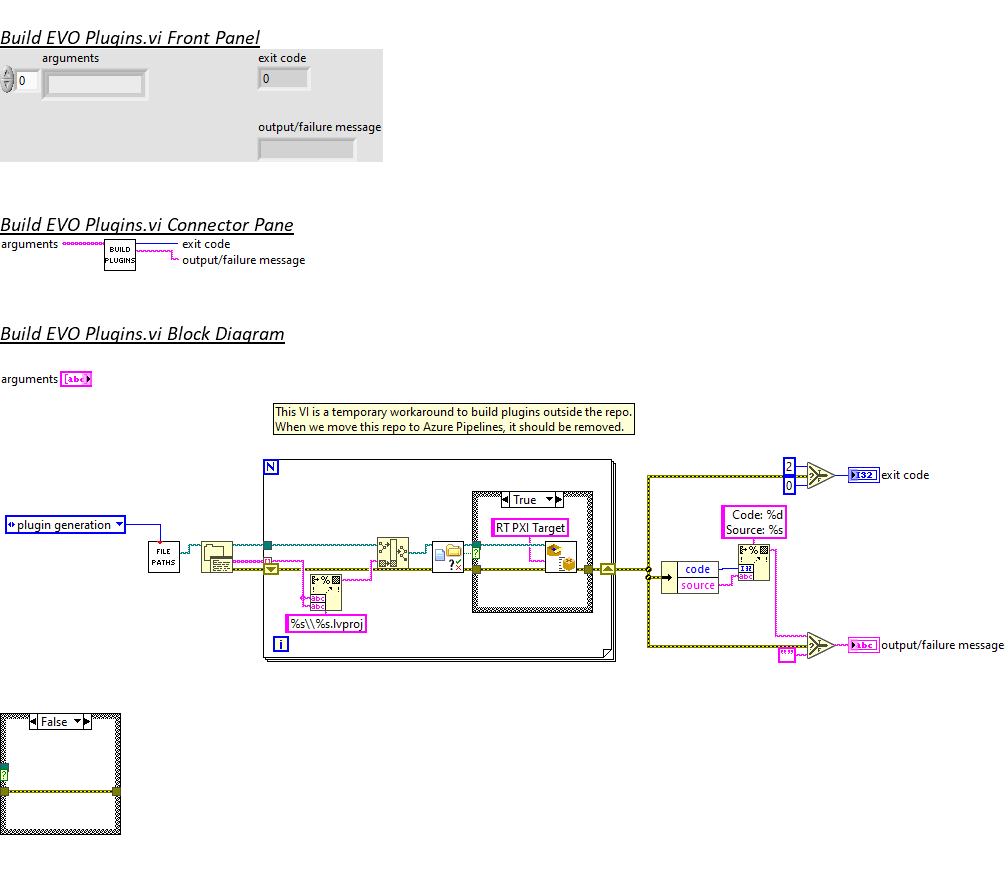 Build EVO Plugins.vi Front Panel
arguments
exit code
0
0
output/failure message
Build EVO Plugins.vi Connector Pane
arguments
exit code
BUILD
PLUGINS
output/failure message
Build EVO Plugins.vi Block Diagram
arguments
abc
This VI is a temporary workaround to build plugins outside the repo.
When we move this repo to Azure Pipelines, it should be removed.
N
2
0
I32
exit code
True
plugin generation
RT PXI Target
Code: %d
Source: %s
FILE
PATHS
%
abc
abc
?
?
%
I32
abc
code
source
%s\\%s.lvproj
i
""
abc
output/failure message
False
?